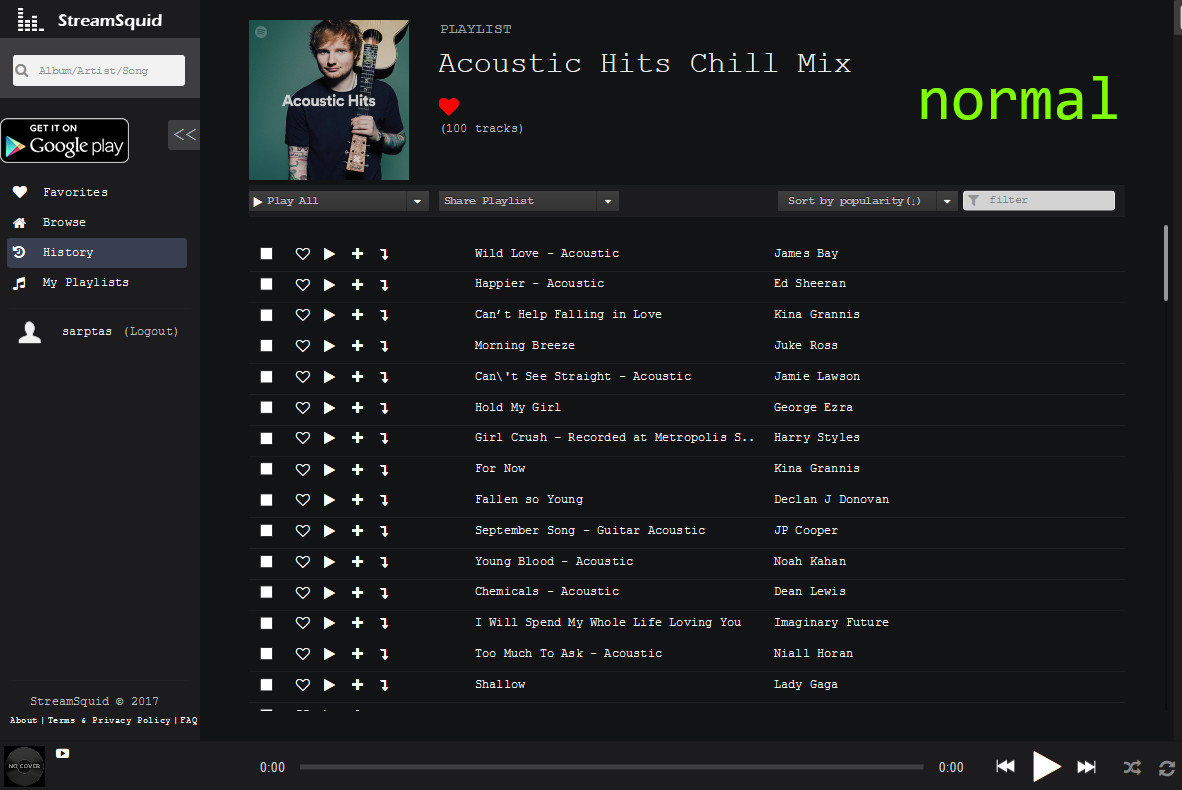 StreamSquid
Album/Artist/Song
GET IT ON
Google play
<<
Favorites
Browse
History
My Playlists
sarptas (Logout)
StreamSquid © 2017
About | Terms & Privacy Policy | FAQ
Acoustic Hits
PLAYLIST
Acoustic Hits Chill Mix
(100 tracks)
normal
Play All
Share Playlist
Sort by popularity(↓)
filter
Wild Love - Acoustic James Bay
Happier - Acoustic Ed Sheeran
Can’t Help Falling in Love Kina Grannis
Morning Breeze Juke Ross
Can\'t See Straight - Acoustic Jamie Lawson
Hold My Girl George Ezra
Girl Crush - Recorded at Metropolis S.. Harry Styles
For Now Kina Grannis
Fallen so Young Declan J Donovan
September Song - Guitar Acoustic JP Cooper
Young Blood - Acoustic Noah Kahan
Chemicals - Acoustic Dean Lewis
I Will Spend My Whole Life Loving You Imaginary Future
Too Much To Ask - Acoustic Niall Horan
Shallow Lady Gaga
NO COVER
0:00 0:00